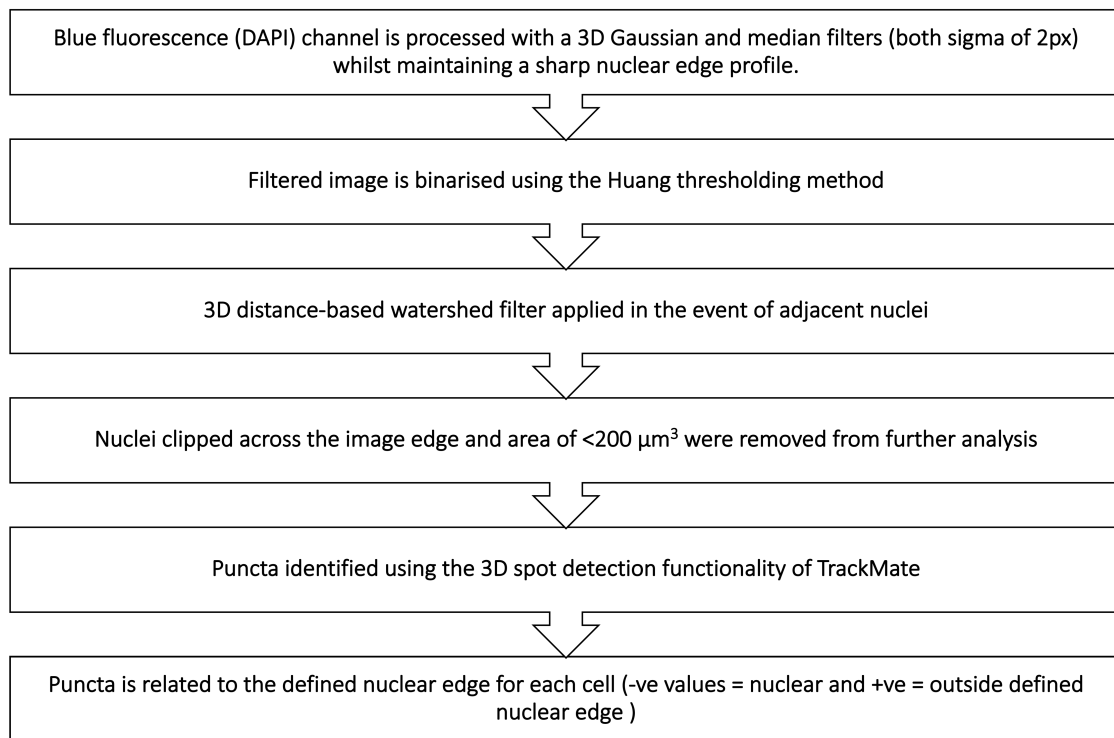 Blue fluorescence (DAPI) channel is processed with a 3D Gaussian and median filters (both sigma of 2px)
whilst maintaining a sharp nuclear edge profile.
Filtered image is binarised using the Huang thresholding method
3D distance-based watershed filter applied in the event of adjacent nuclei
Nuclei clipped across the image edge and area of <200 µm³ were removed from further analysis
Puncta identified using the 3D spot detection functionality of TrackMate
Puncta is related to the defined nuclear edge for each cell (-ve values = nuclear and +ve = outside defined
nuclear edge )